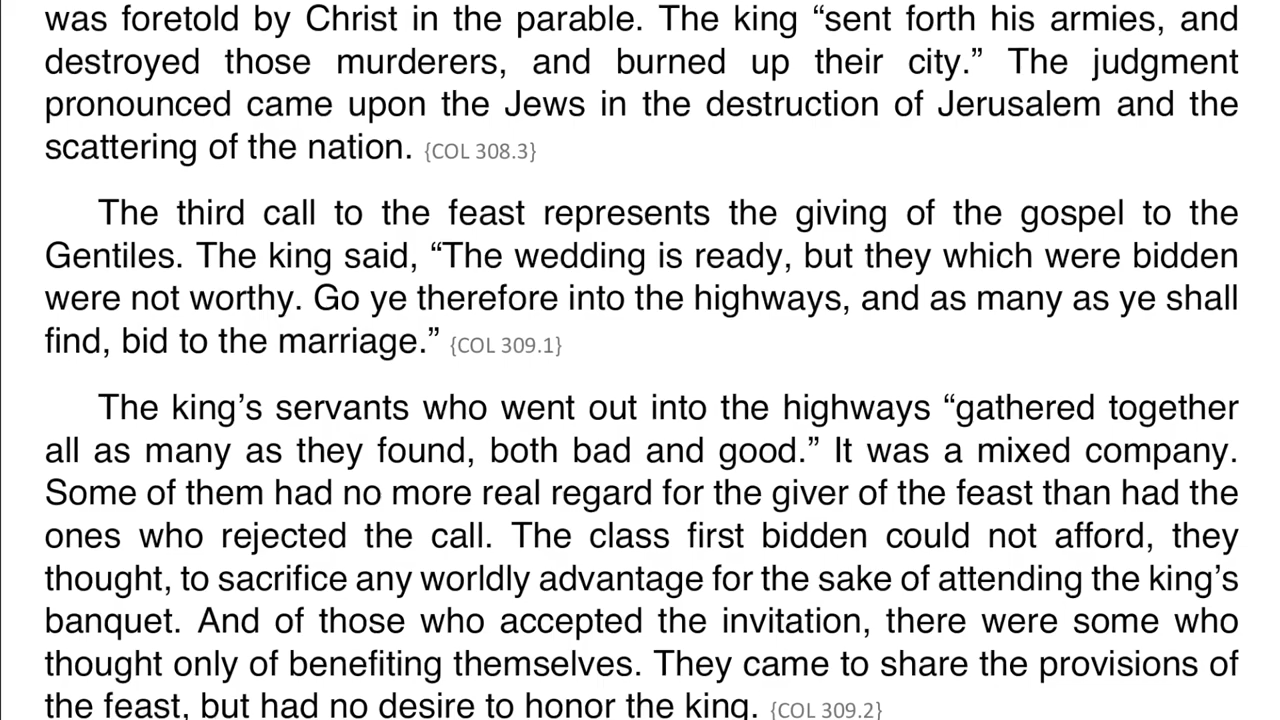 was foretold by Christ in the parable. The king “sent forth his armies, and
destroyed those murderers, and burned up their city.” The judgment
pronounced came upon the Jews in the destruction of Jerusalem and the
scattering of the nation. {COL 308.3}
The third call to the feast represents the giving of the gospel to the
Gentiles. The king said, “The wedding is ready, but they which were bidden
were not worthy. Go ye therefore into the highways, and as many as ye shall
find, bid to the marriage.” {COL 309.1}
The king’s servants who went out into the highways “gathered together
all as many as they found, both bad and good.” It was a mixed company.
Some of them had no more real regard for the giver of the feast than had the
ones who rejected the call. The class first bidden could not afford, they
thought, to sacrifice any worldly advantage for the sake of attending the king’s
banquet. And of those who accepted the invitation, there were some who
thought only of benefiting themselves. They came to share the provisions of
the feast, but had no desire to honor the king. {COL 309.2}